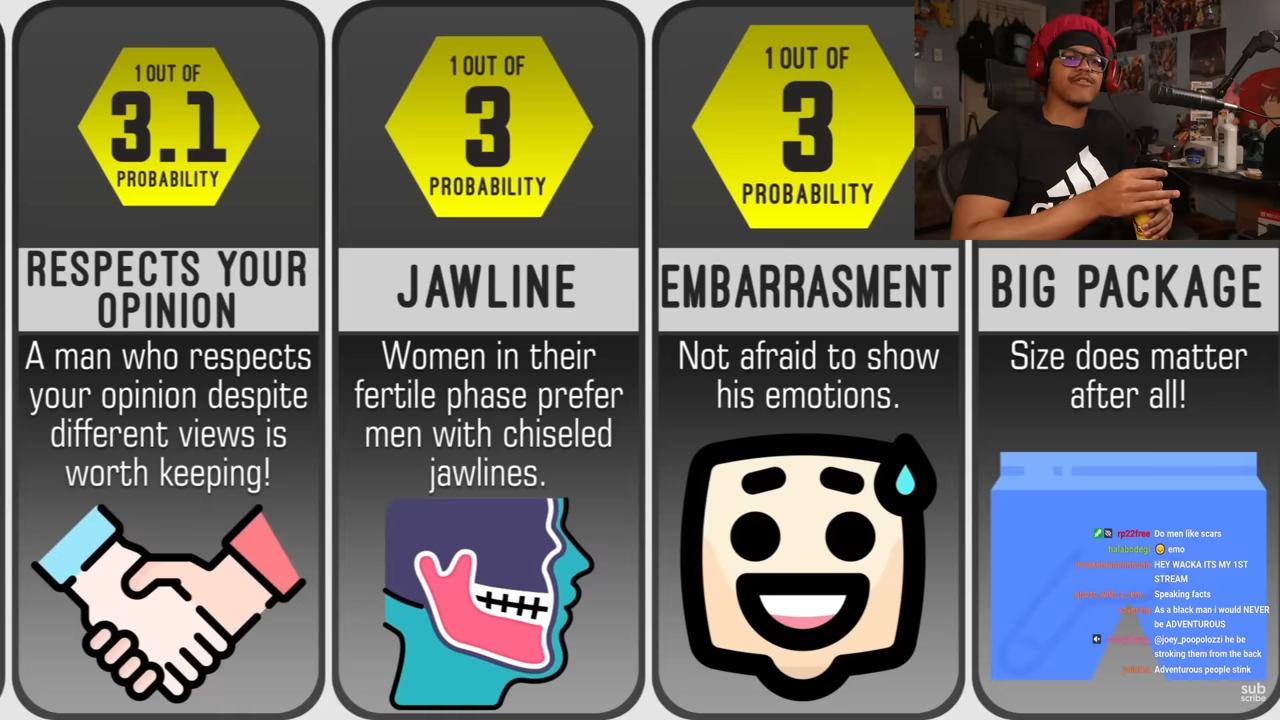 1 OUT OF
3.1
PROBABILITY
RESPECTS YOUR
OPINION
A man who respects
your opinion despite
different views is
worth keeping!
1 OUT OF
3
PROBABILITY
JAWLINE
Women in their
fertile phase prefer
men with chiseled
jawlines.
1 OUT OF
3
PROBABILITY
EMBARRASMENT
Not afraid to show
his emotions.
BIG PACKAGE
Size does matter
after all!
rp22free Do men like scars
halabodegi emo
HEY WACKA ITS MY 1ST
STREAM
Speaking facts
As a black man i would NEVER
be ADVENTUROUS
@joey_poopolozzi he be
stroking them from the back
Adventurous people stink
sub
scribe